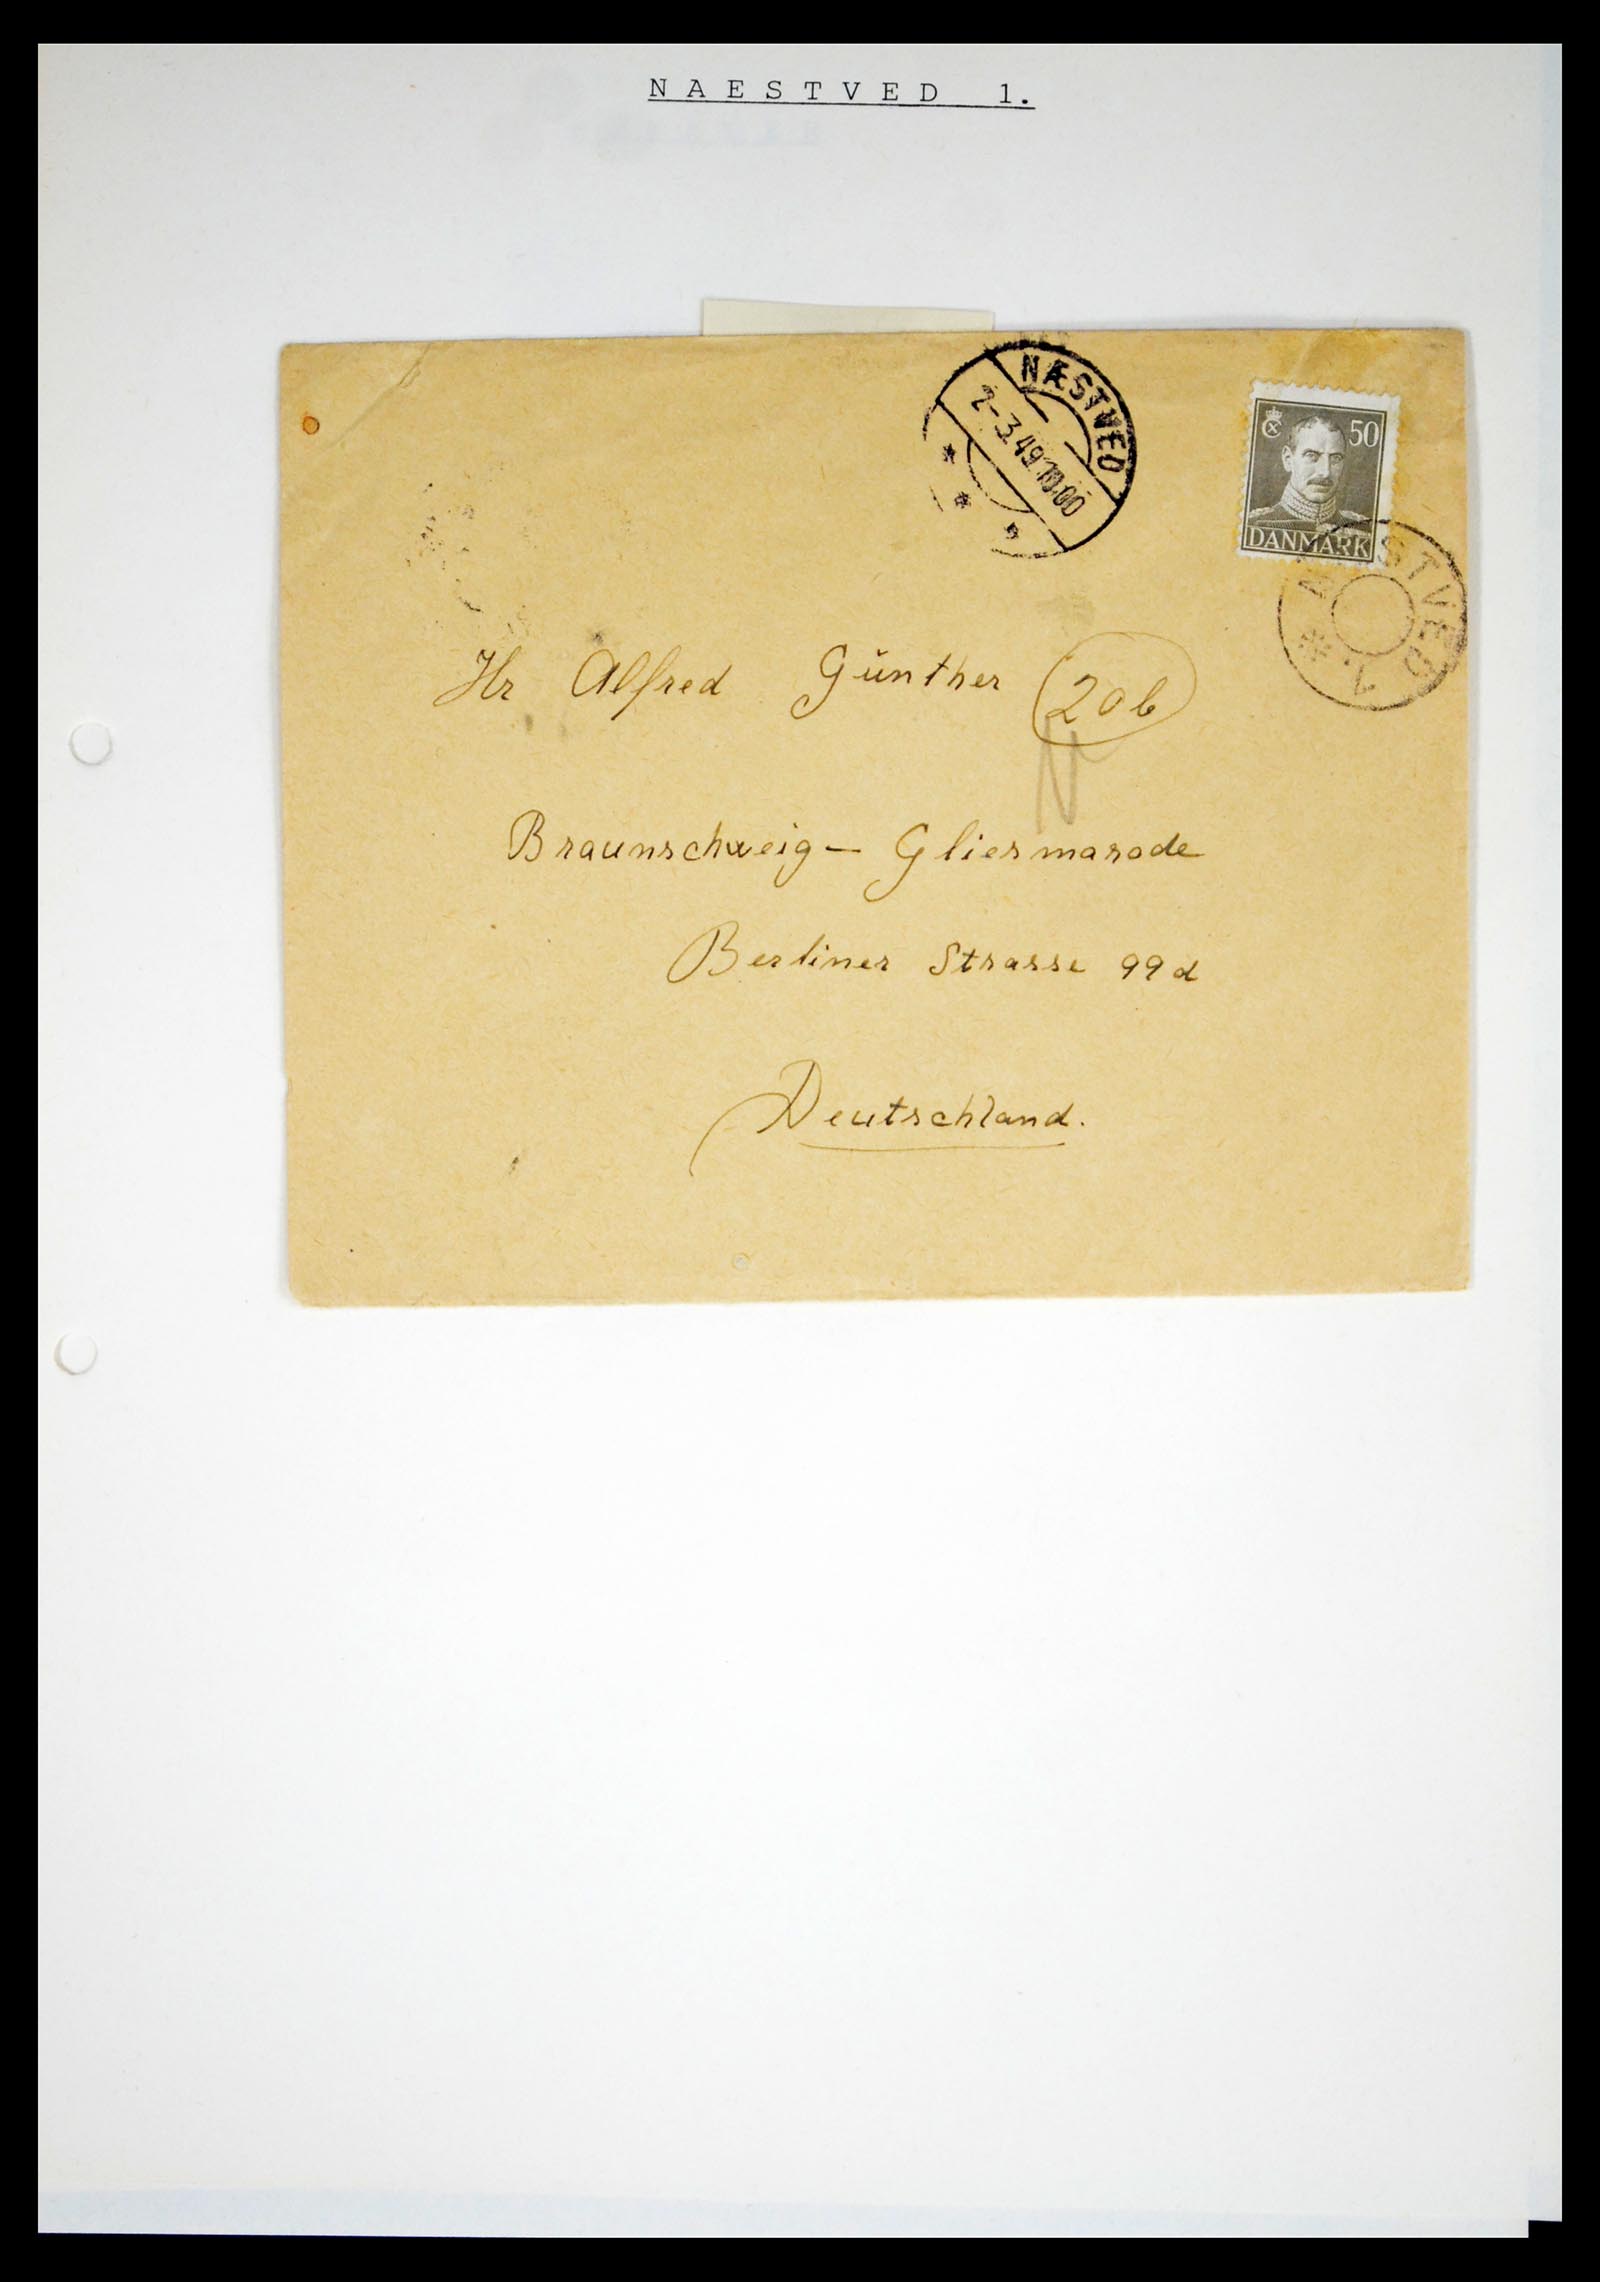 NAESTVED 1.
NÆSTVED
2-3.49.10.00
50
DANMARK
NÆSTVED 1.
Hr Alfred Günther 20b
Braunschweig - Gliesmarode
Berliner Strasse 99d
Deutschland.